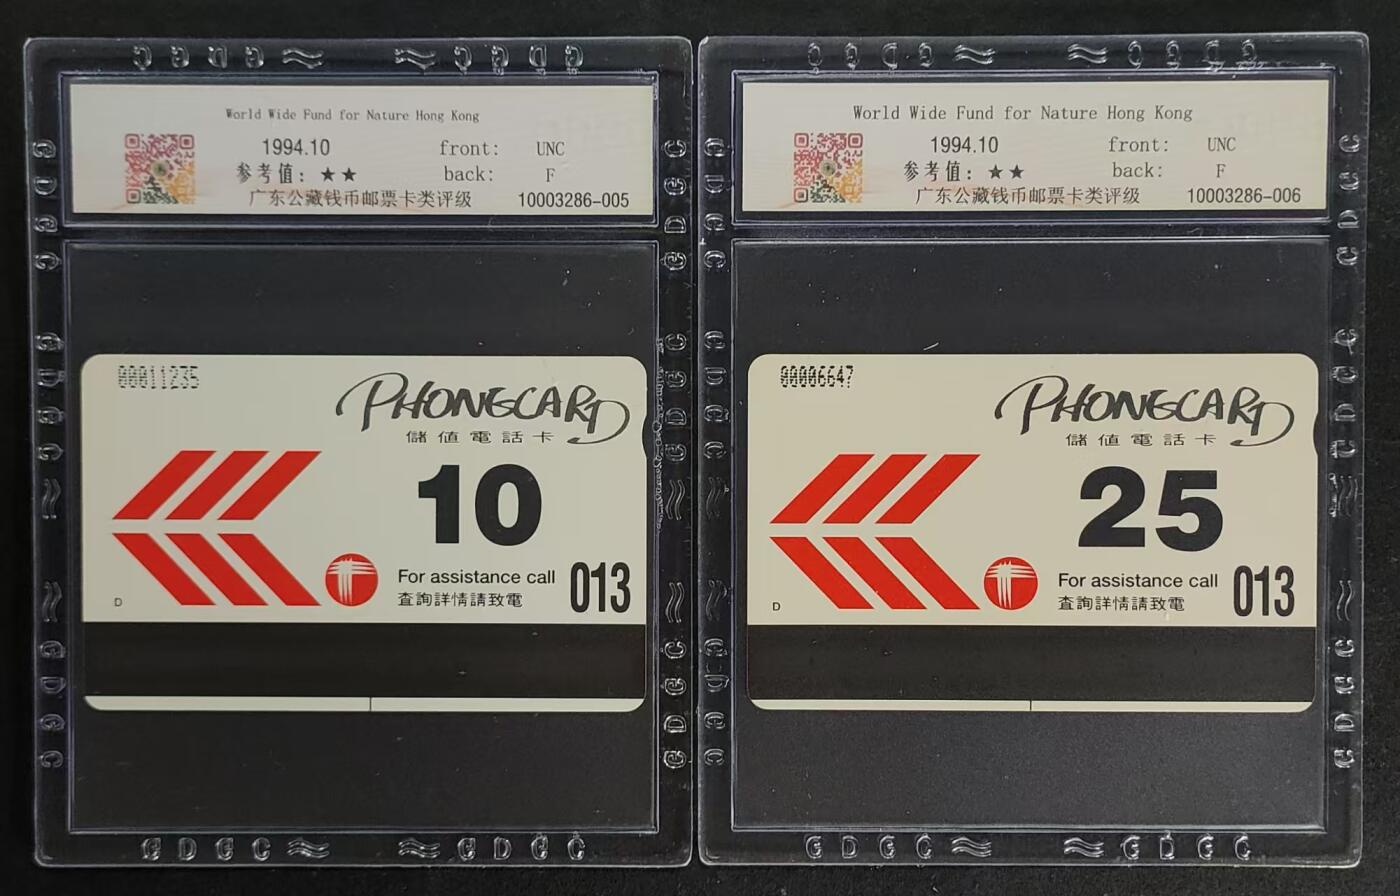 World Wide Fund for Nature Hong Kong
1994.10 front: UNC
参考值：★★ back: F
广东公藏钱币邮票卡类评级 10003286-005
00011235
PHONECARD
儲值電話卡
10
For assistance call 013
查詢詳情請致電
D
World Wide Fund for Nature Hong Kong
1994.10 front: UNC
参考值：★★ back: F
广东公藏钱币邮票卡类评级 10003286-006
00006647
PHONECARD
儲值電話卡
25
For assistance call 013
查詢詳情請致電
D
G D G C
G D G C
G D G C
G D G C